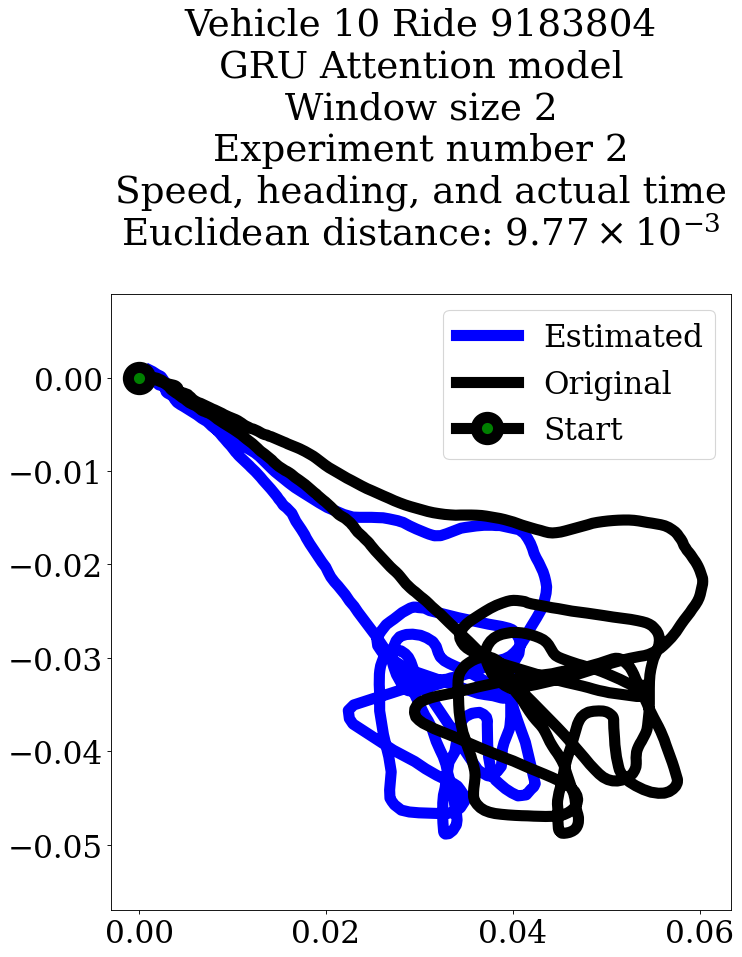 Vehicle 10 Ride 9183804
GRU Attention model
Window size 2
Experiment number 2
Speed, heading, and actual time
Euclidean distance: 9.77 × 10⁻³
Estimated
Original
Start
0.00
−0.01
−0.02
−0.03
−0.04
−0.05
0.00 0.02 0.04 0.06